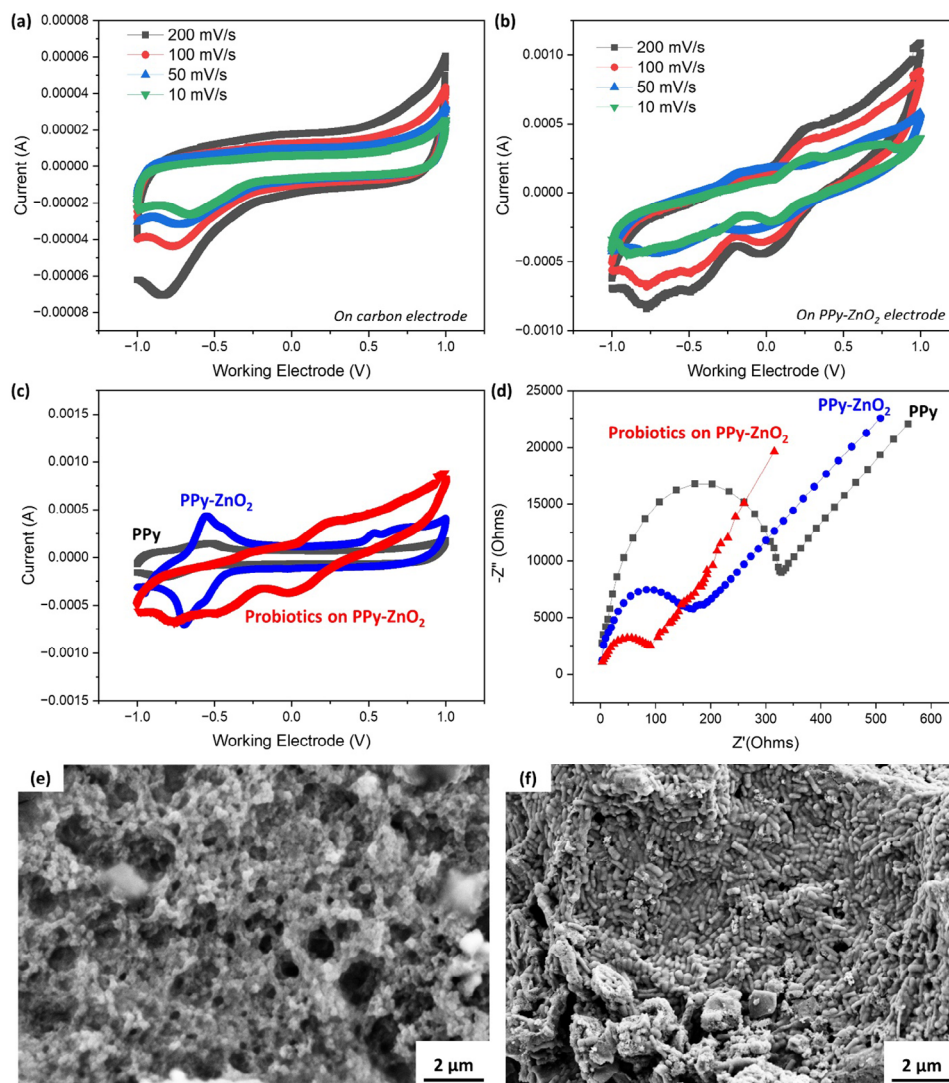 (a)
0.00008
0.00006
0.00004
0.00002
0.00000
−0.00002
−0.00004
−0.00006
−0.00008
Current (A)
200 mV/s
100 mV/s
50 mV/s
10 mV/s
On carbon electrode
−1.0 −0.5 0.0 0.5 1.0
Working Electrode (V)
(b)
0.0010
0.0005
0.0000
−0.0005
−0.0010
Current (A)
200 mV/s
100 mV/s
50 mV/s
10 mV/s
On PPy-ZnO₂ electrode
−1.0 −0.5 0.0 0.5 1.0
Working Electrode (V)
(c)
0.0015
0.0010
0.0005
0.0000
−0.0005
−0.0010
−0.0015
Current (A)
PPy-ZnO₂
PPy
Probiotics on PPy-ZnO₂
−1.0 −0.5 0.0 0.5 1.0
Working Electrode (V)
(d)
25000
20000
15000
10000
5000
0
-Z" (Ohms)
PPy-ZnO₂
PPy
Probiotics on PPy-ZnO₂
0 100 200 300 400 500 600
Z'(Ohms)
(e)
2 µm
(f)
2 µm